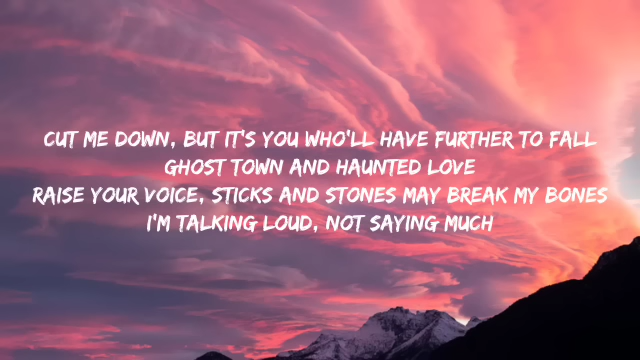 CUT ME DOWN, BUT IT'S YOU WHO'LL HAVE FURTHER TO FALL
GHOST TOWN AND HAUNTED LOVE
RAISE YOUR VOICE, STICKS AND STONES MAY BREAK MY BONES
I'M TALKING LOUD, NOT SAYING MUCH